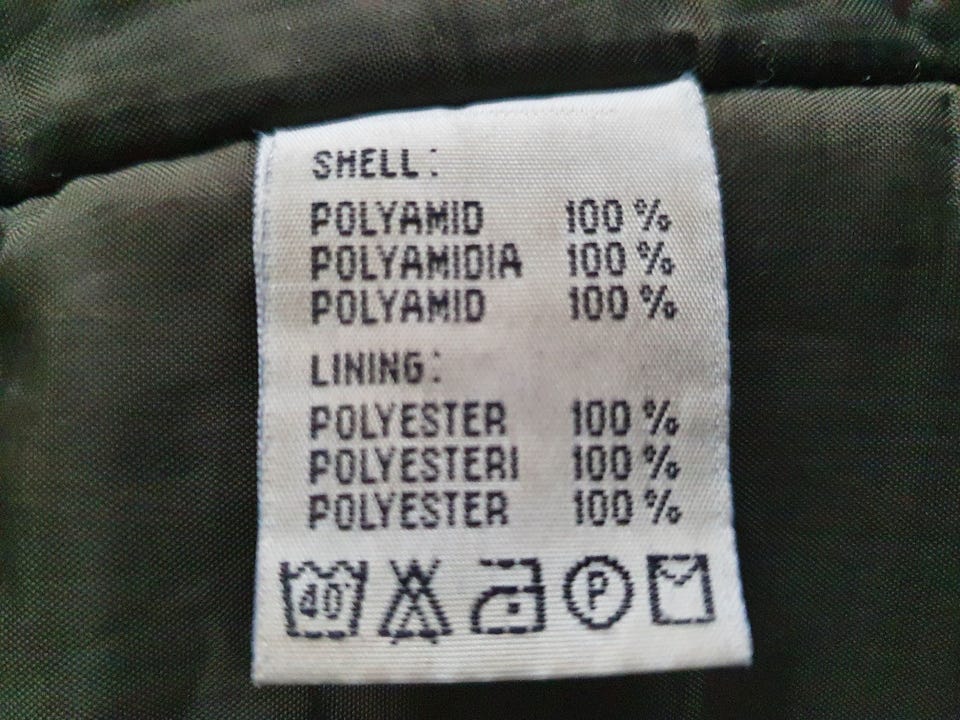 SHELL:
POLYAMID 100 %
POLYAMIDIA 100 %
POLYAMID 100 %
LINING:
POLYESTER 100 %
POLYESTERI 100 %
POLYESTER 100 %
40° P